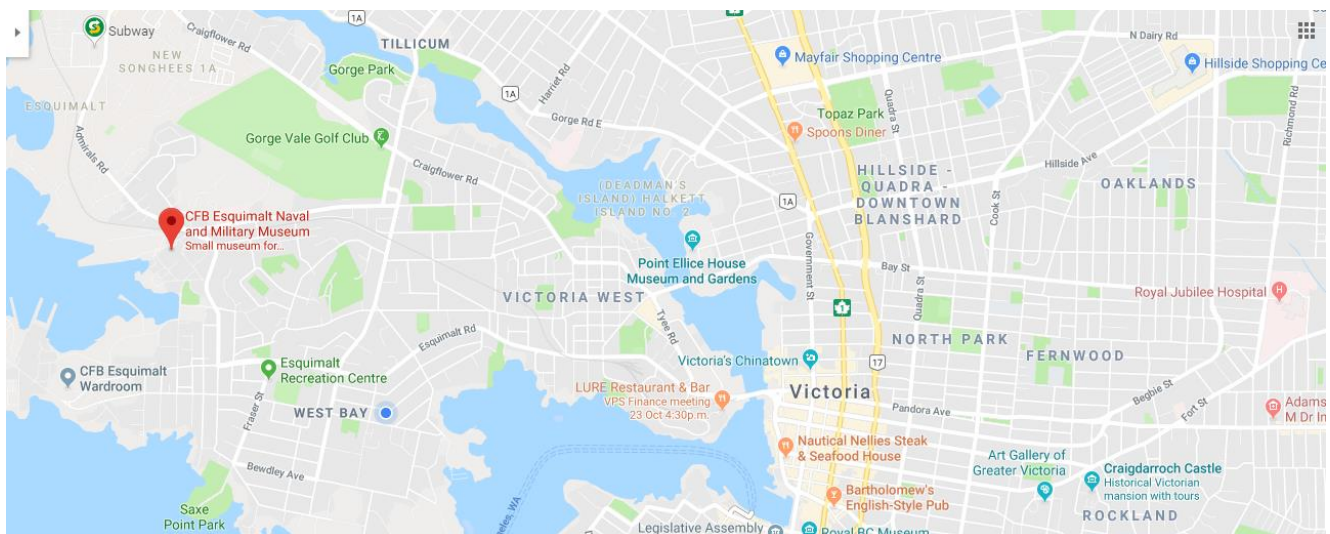 1A
N Dairy Rd
Subway
Craigflower Rd
TILLICUM
NEW
SONGHEES 1A
Mayfair Shopping Centre
Hillside Shopping Ce
Gorge Park
Harriet Rd
1A
Quadra St
Richmond Rd
ESQUIMALT
Topaz Park
Gorge Rd E
Spoons Diner
Admirals Rd
Gorge Vale Golf Club
Craigflower Rd
Hillside Ave
HILLSIDE -
QUADRA -
DOWNTOWN
BLANSHARD
OAKLANDS
(DEADMAN'S
ISLAND) HALKETT
ISLAND NO. 2
1A
Cook St
CFB Esquimalt Naval
and Military Museum
Small museum for...
Point Ellice House
Museum and Gardens
Government St
Bay St
Quadra St
Royal Jubilee Hospital
H
VICTORIA WEST
1
Tyee Rd
Esquimalt Rd
NORTH PARK
FERNWOOD
Victoria's Chinatown
17
CFB Esquimalt
Wardroom
Esquimalt
Recreation Centre
LURE Restaurant & Bar
VPS Finance meeting
23 Oct 4:30p.m.
Victoria
Begbie St
Fort St
Fraser St
WEST BAY
Pandora Ave
Adams
M Dr In
Nautical Nellies Steak
& Seafood House
Art Gallery of
Greater Victoria
Craigdarroch Castle
Historical Victorian
mansion with tours
Bewdley Ave
Bartholomew's
English-Style Pub
Saxe
Point Park
ROCKLAND
Legislative Assembly
Royal BC Museum
eles, WA